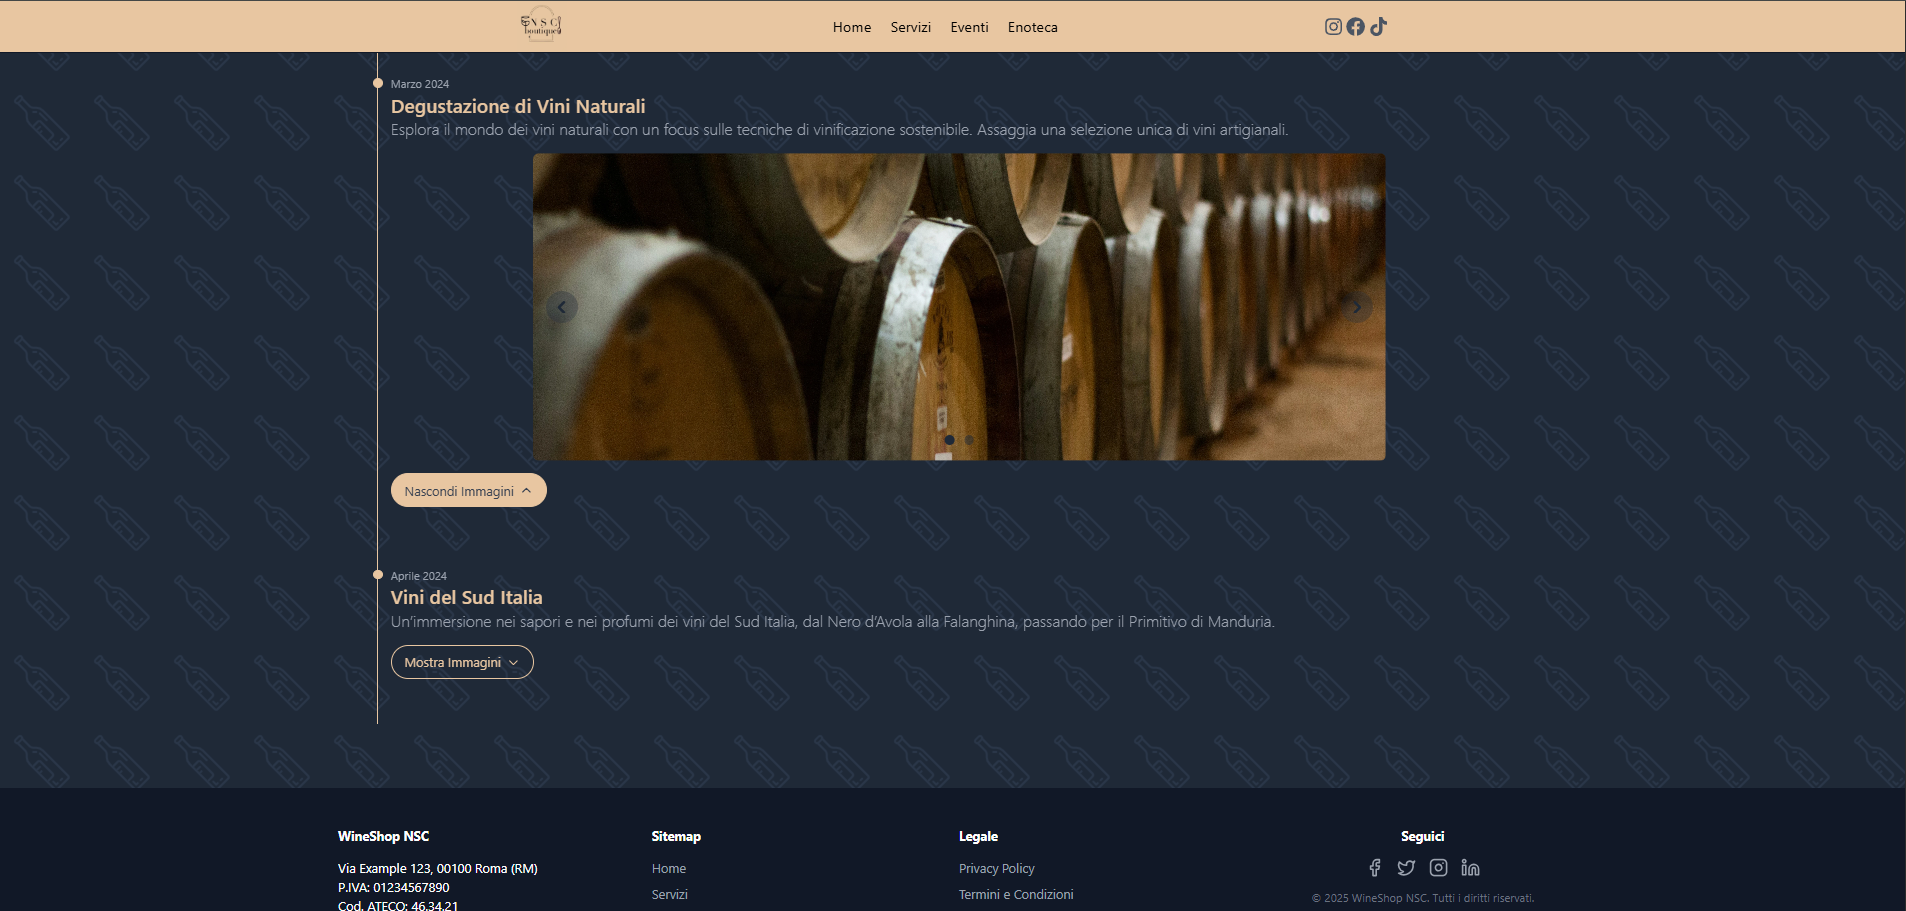 N S C
boutique
Home Servizi Eventi Enoteca
Marzo 2024
Degustazione di Vini Naturali
Esplora il mondo dei vini naturali con un focus sulle tecniche di vinificazione sostenibile. Assaggia una selezione unica di vini artigianali.
Nascondi Immagini
Aprile 2024
Vini del Sud Italia
Un’immersione nei sapori e nei profumi dei vini del Sud Italia, dal Nero d’Avola alla Falanghina, passando per il Primitivo di Manduria.
Mostra Immagini
WineShop NSC
Via Example 123, 00100 Roma (RM)
P.IVA: 01234567890
Cod. ATECO: 46.34.21
Sitemap
Home
Servizi
Legale
Privacy Policy
Termini e Condizioni
Seguici
© 2025 WineShop NSC. Tutti i diritti riservati.